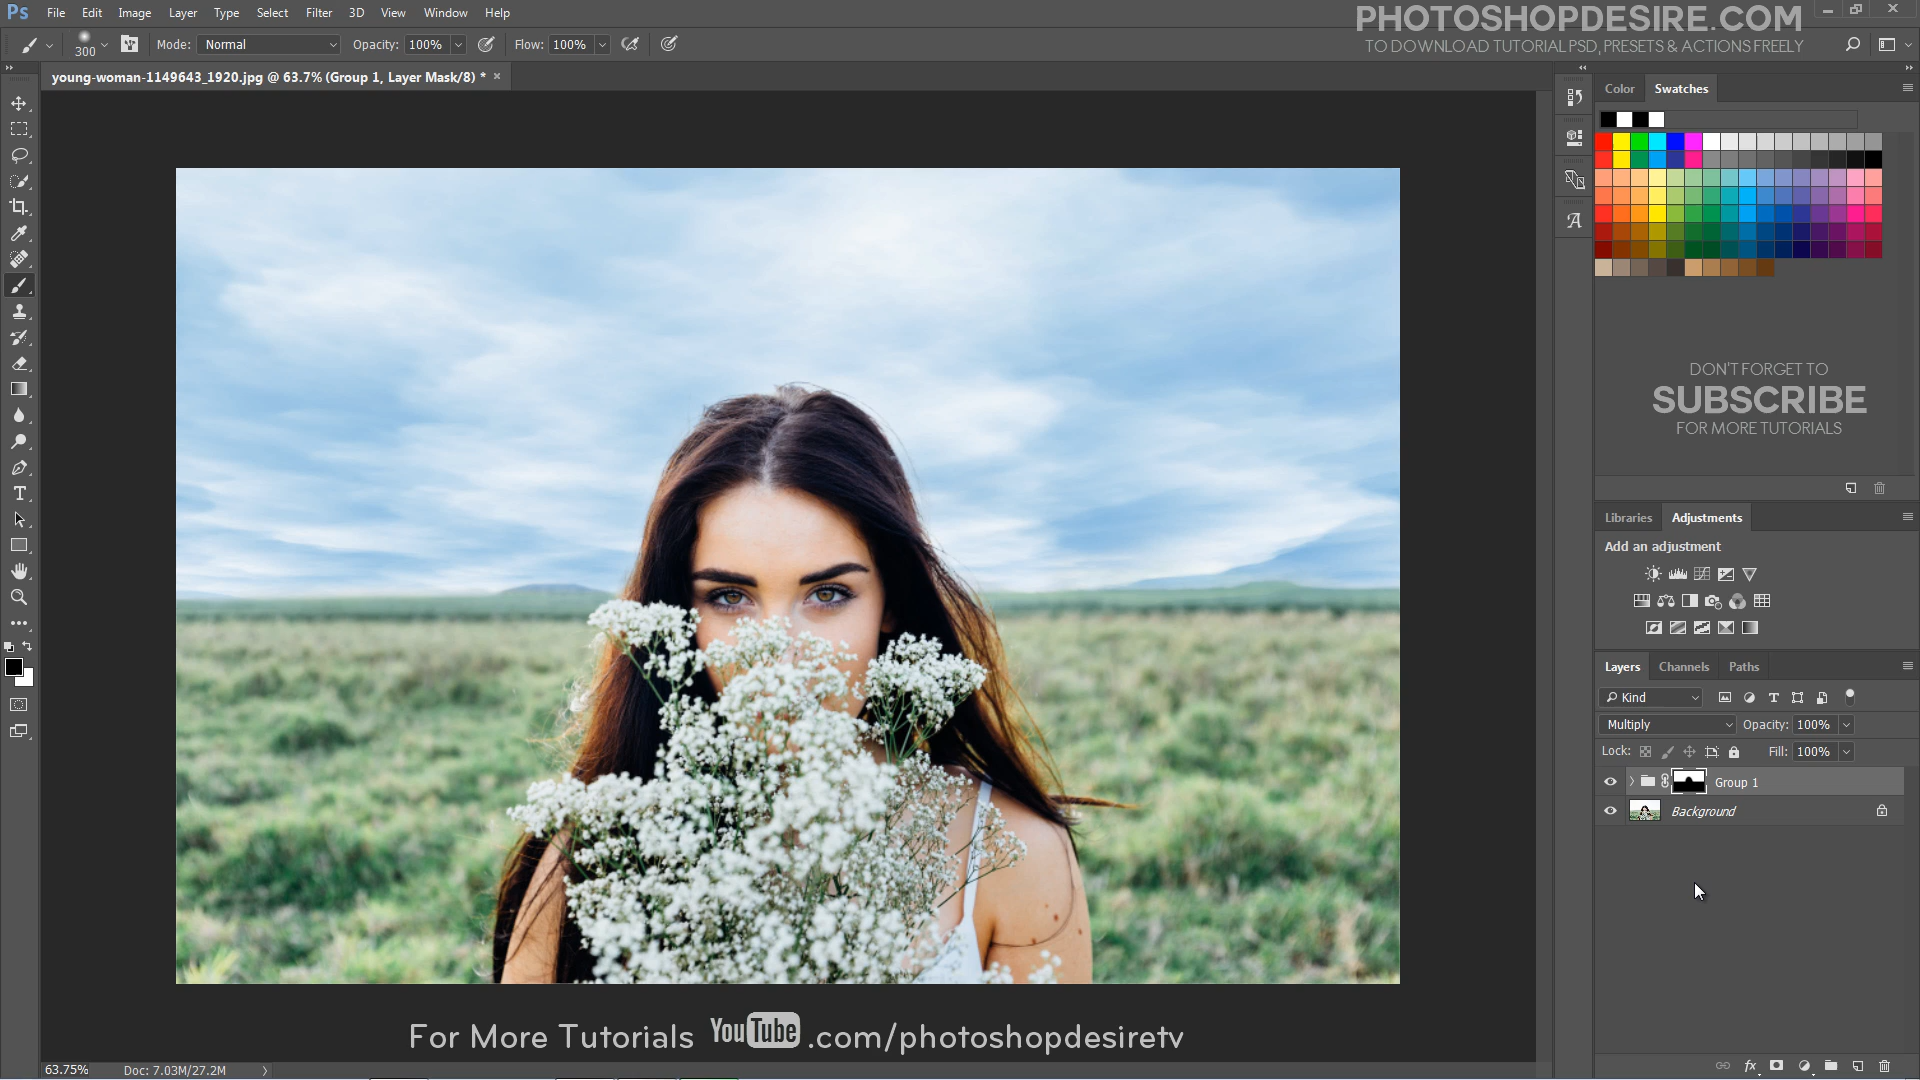 Ps File Edit Image Layer Type Select Filter 3D View Window Help
PHOTOSHOPDESIRE.COM
TO DOWNLOAD TUTORIAL PSD, PRESETS & ACTIONS FREELY
300 Mode: Normal Opacity: 100% Flow: 100%
young-woman-1149643_1920.jpg @ 63.7% (Group 1, Layer Mask/8) * ×
Color Swatches
DON'T FORGET TO
SUBSCRIBE
FOR MORE TUTORIALS
Libraries Adjustments
Add an adjustment
Layers Channels Paths
Kind
Multiply Opacity: 100%
Lock: Fill: 100%
Group 1
Background
For More Tutorials YouTube .com/photoshopdesiretv
63.75% Doc: 7.03M/27.2M
fx